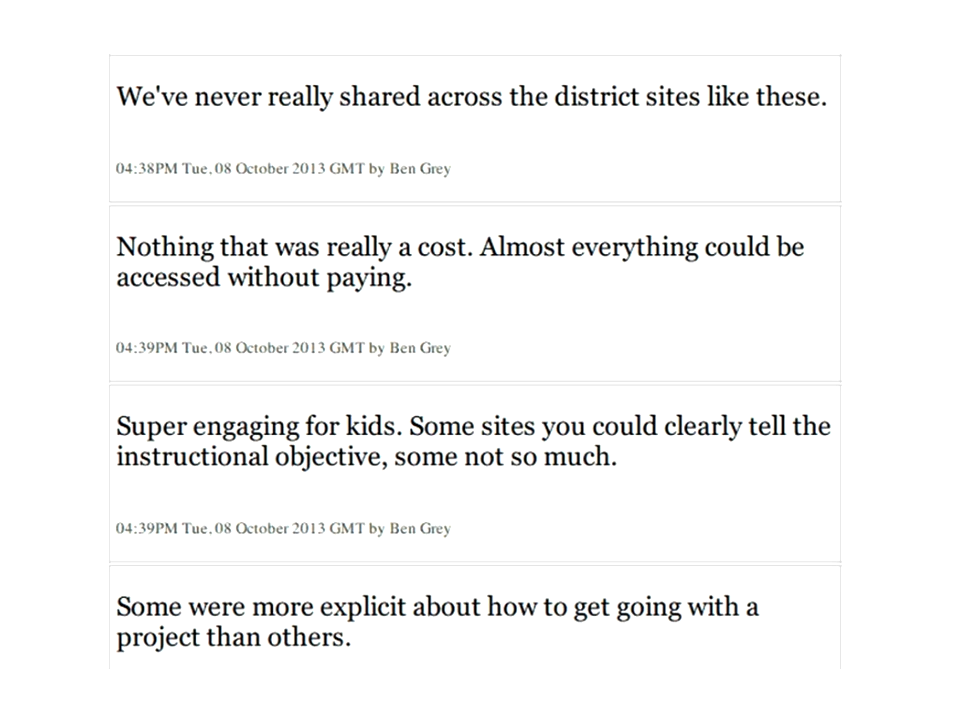 We've never really shared across the district sites like these.
04:38PM Tue, 08 October 2013 GMT by Ben Grey
Nothing that was really a cost. Almost everything could be
accessed without paying.
04:39PM Tue, 08 October 2013 GMT by Ben Grey
Super engaging for kids. Some sites you could clearly tell the
instructional objective, some not so much.
04:39PM Tue, 08 October 2013 GMT by Ben Grey
Some were more explicit about how to get going with a
project than others.